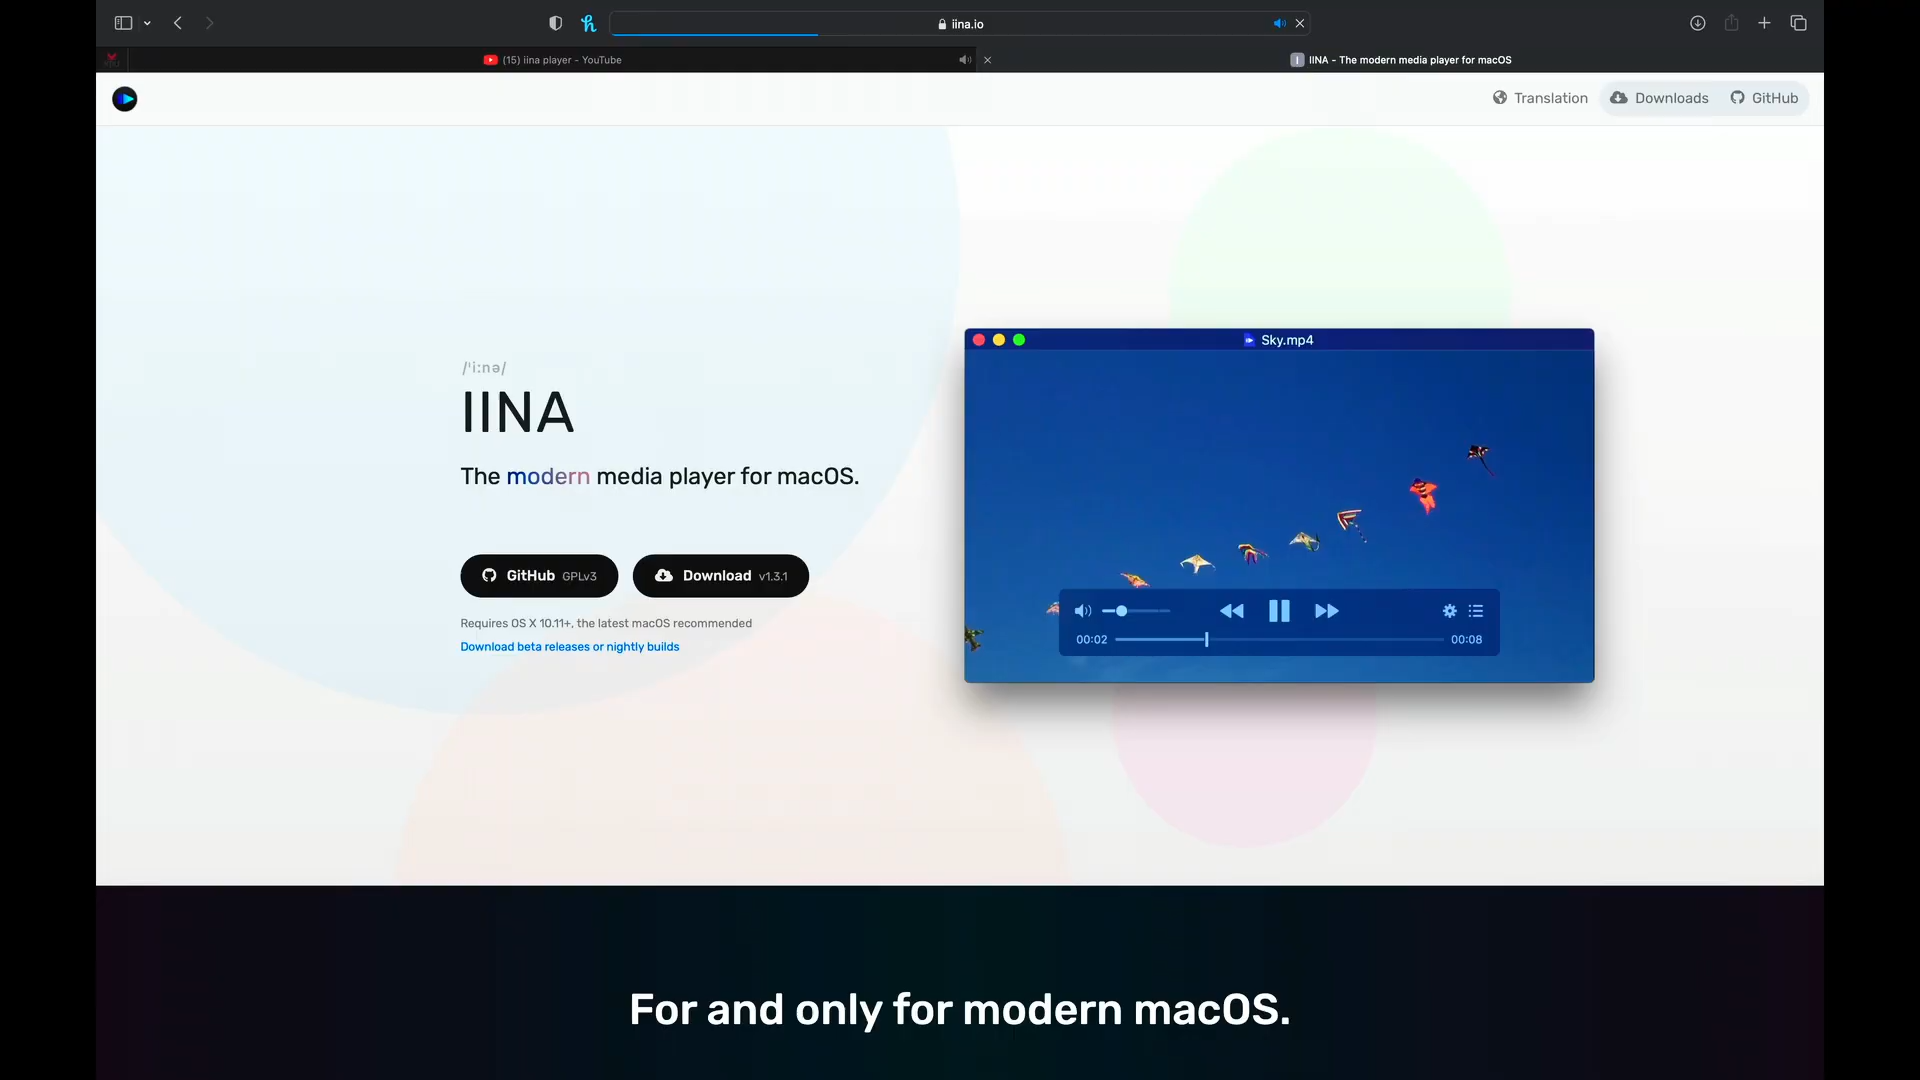 iina.io
(15) iina player - YouTube
IINA - The modern media player for macOS
Translation
Downloads
GitHub
/ˈiːnə/
IINA
The modern media player for macOS.
GitHub GPLv3
Download v1.3.1
Requires OS X 10.11+, the latest macOS recommended
Download beta releases or nightly builds
Sky.mp4
00:02
00:08
For and only for modern macOS.